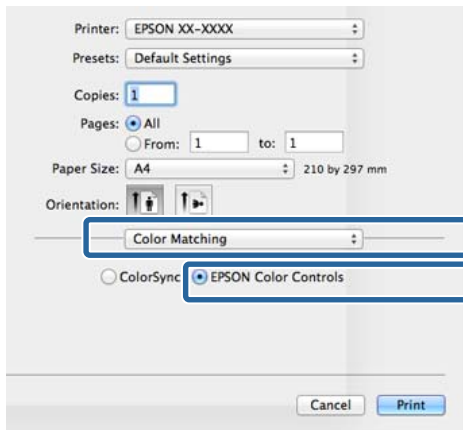 Printer: EPSON XX-XXXX
Presets: Default Settings
Copies: 1
Pages: All
From: 1 to: 1
Paper Size: A4 210 by 297 mm
Orientation:
Color Matching
ColorSync EPSON Color Controls
Cancel Print